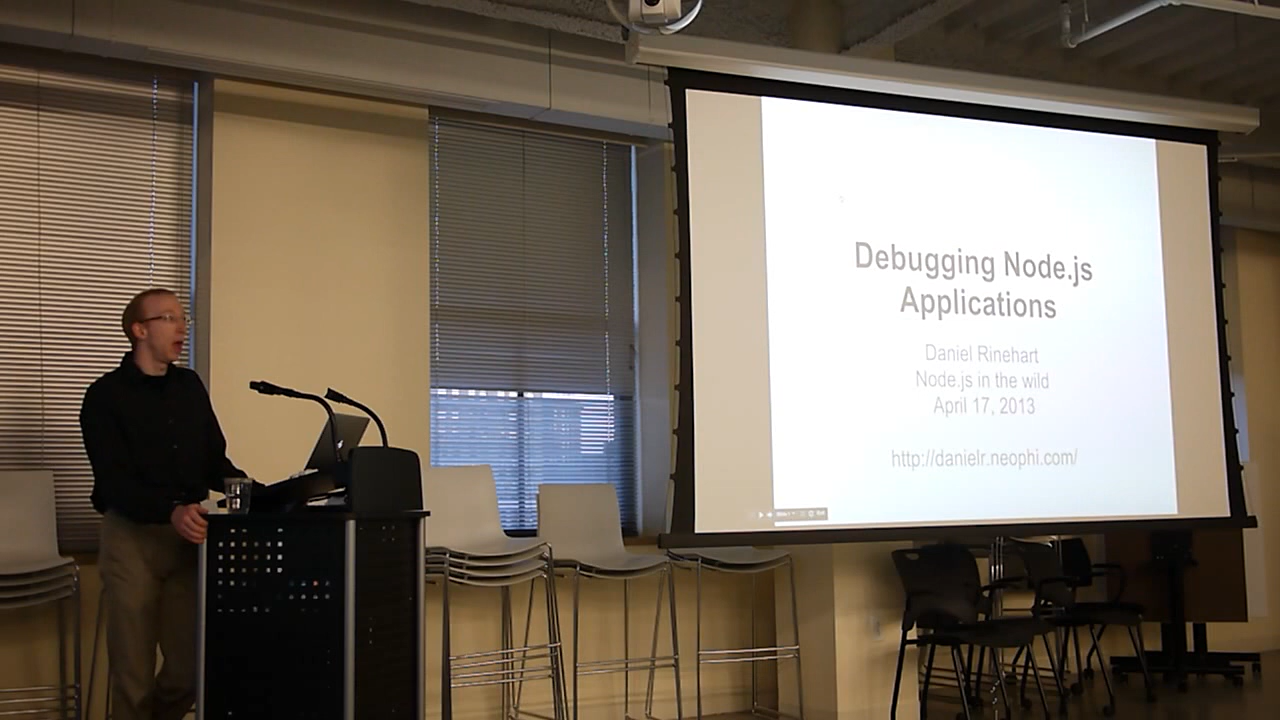 Debugging Node.js
Applications
Daniel Rinehart
Node.js in the wild
April 17, 2013
http://danielr.neophi.com/